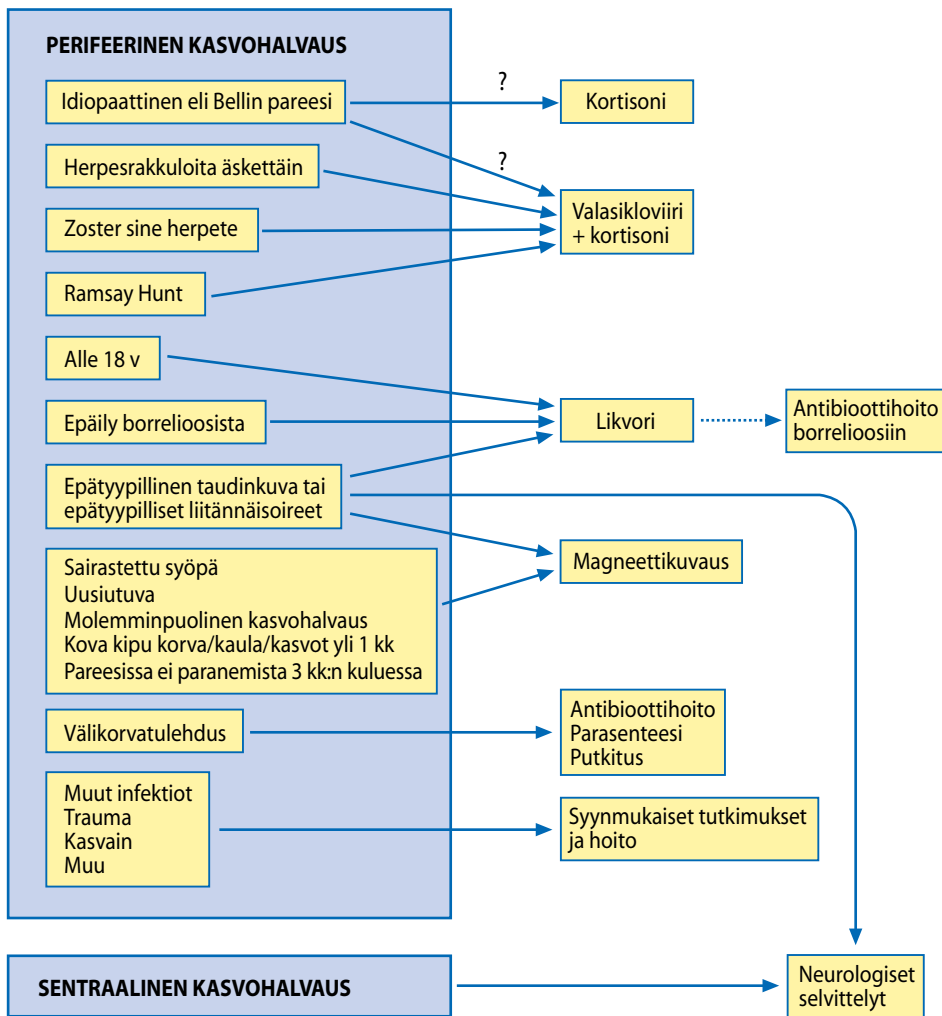 PERIFEERINEN KASVOHALVAUS
Idiopaattinen eli Bellin pareesi
?
Kortisoni
Herpesrakkuloita äskettäin
?
Valasikloviiri
+ kortisoni
Zoster sine herpete
Ramsay Hunt
Alle 18 v
Epäily borrelioosista
Likvori
Antibioottihoito
borrelioosiin
Epätyypillinen taudinkuva tai
epätyypilliset liitännäisoireet
Magneettikuvaus
Sairastettu syöpä
Uusiutuva
Molemminpuolinen kasvohalvaus
Kova kipu korva/kaula/kasvot yli 1 kk
Pareesissa ei paranemista 3 kk:n kuluessa
Välikorvatulehdus
Antibioottihoito
Parasenteesi
Putkitus
Muut infektiot
Trauma
Kasvain
Muu
Syynmukaiset tutkimukset
ja hoito
SENTRAALINEN KASVOHALVAUS
Neurologiset
selvittelyt